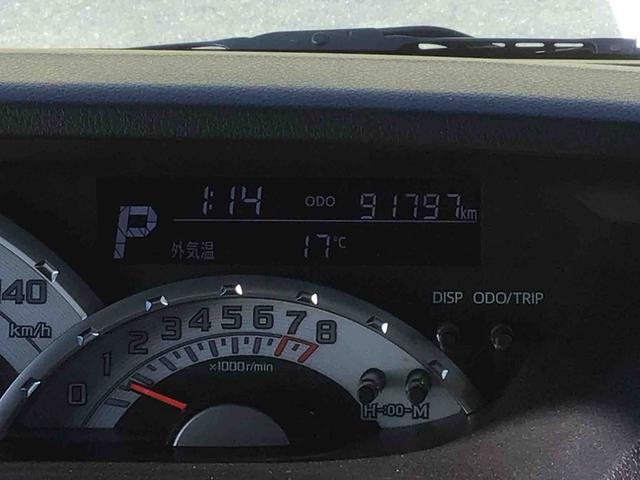 1:14 ODO 91797km
P
外気温 17°C
DISP ODO/TRIP
140
km/h
0 1 2 3 4 5 6 7 8
×1000r/min
H-:00-M